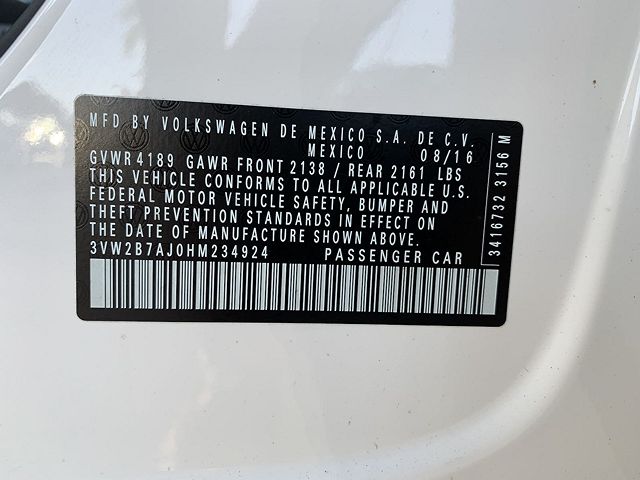 MFD BY VOLKSWAGEN DE MEXICO S.A. DE C.V.
MEXICO 08/16
GVWR 4189 GAWR FRONT 2138 / REAR 2161 LBS
THIS VEHICLE CONFORMS TO ALL APPLICABLE U.S.
FEDERAL MOTOR VEHICLE SAFETY, BUMPER AND
THEFT PREVENTION STANDARDS IN EFFECT ON
THE DATE OF MANUFACTURE SHOWN ABOVE.
3VW2B7AJ0HM234924 PASSENGER CAR
3416732 3156 M